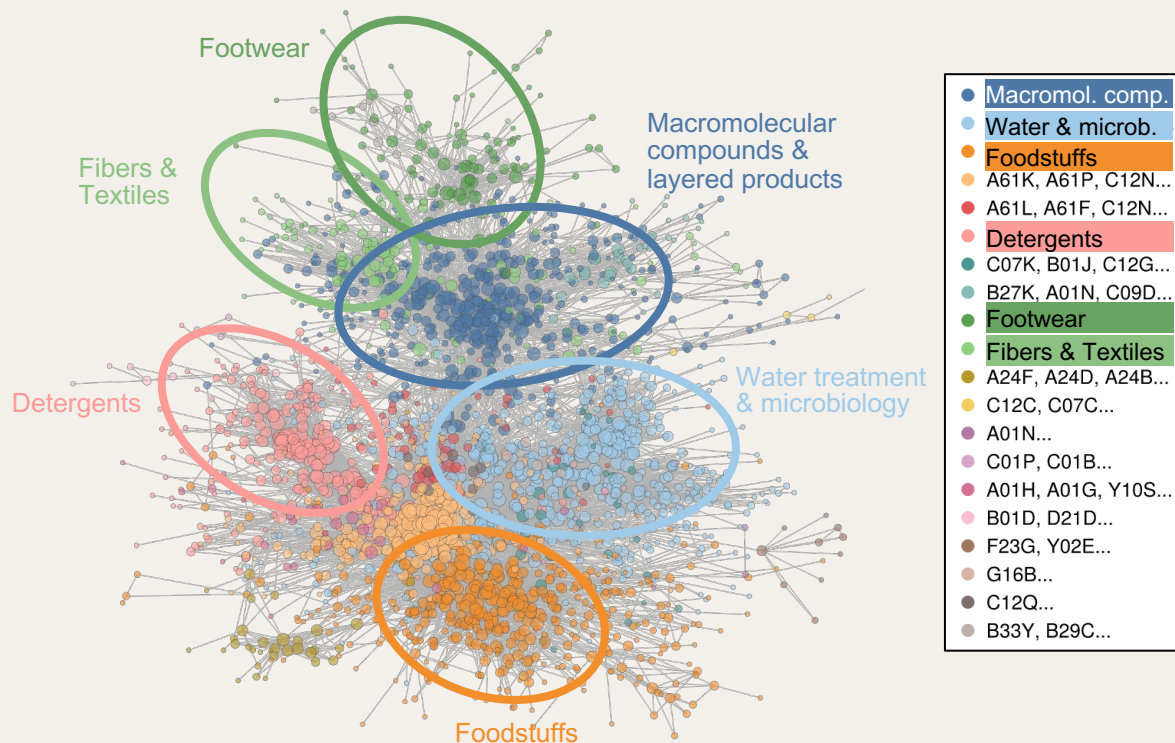 Footwear
Fibers &
Textiles
Macromolecular
compounds &
layered products
Detergents
Water treatment
& microbiology
Foodstuffs
Macromol. comp.
Water & microb.
Foodstuffs
A61K, A61P, C12N...
A61L, A61F, C12N...
Detergents
C07K, B01J, C12G...
B27K, A01N, C09D...
Footwear
Fibers & Textiles
A24F, A24D, A24B...
C12C, C07C...
A01N...
C01P, C01B...
A01H, A01G, Y10S...
B01D, D21D...
F23G, Y02E...
G16B...
C12Q...
B33Y, B29C...